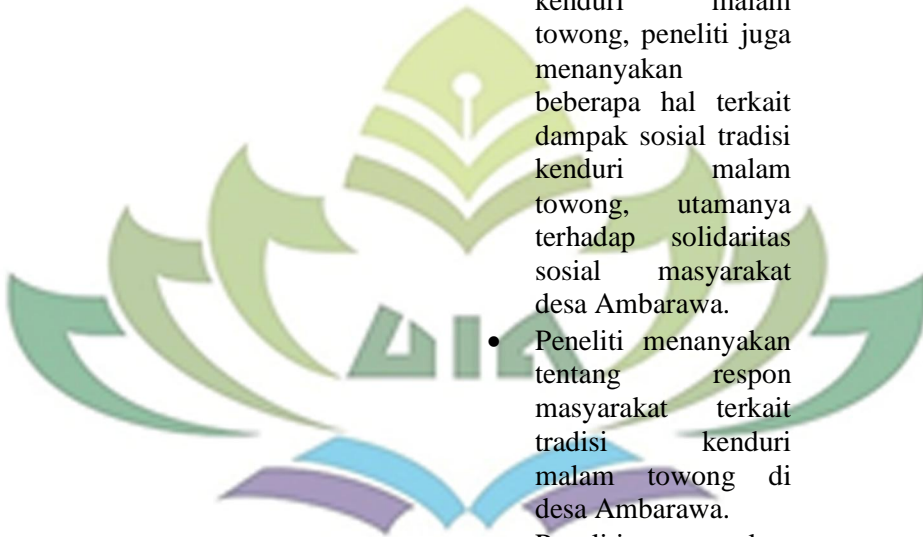 kenduri malam
towong, peneliti juga
menanyakan
beberapa hal terkait
dampak sosial tradisi
kenduri malam
towong, utamanya
terhadap solidaritas
sosial masyarakat
desa Ambarawa.
• Peneliti menanyakan
tentang respon
masyarakat terkait
tradisi kenduri
malam towong di
desa Ambarawa.